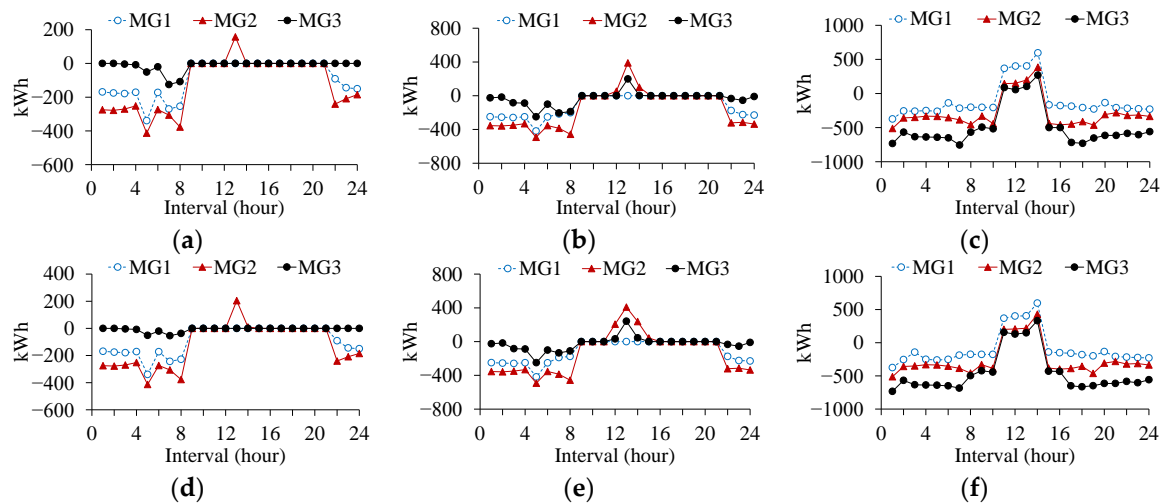 MG1 MG2 MG3
kWh
200
0
−200
−400
−600
0 4 8 12 16 20 24
Interval (hour)
(a)
MG1 MG2 MG3
kWh
800
400
0
−400
−800
0 4 8 12 16 20 24
Interval (hour)
(b)
MG1 MG2 MG3
kWh
1000
500
0
−500
−1000
0 4 8 12 16 20 24
Interval (hour)
(c)
MG1 MG2 MG3
kWh
400
200
0
−200
−400
−600
0 4 8 12 16 20 24
Interval (hour)
(d)
MG1 MG2 MG3
kWh
800
400
0
−400
−800
0 4 8 12 16 20 24
Interval (hour)
(e)
MG1 MG2 MG3
kWh
1000
500
0
−500
−1000
0 4 8 12 16 20 24
Interval (hour)
(f)